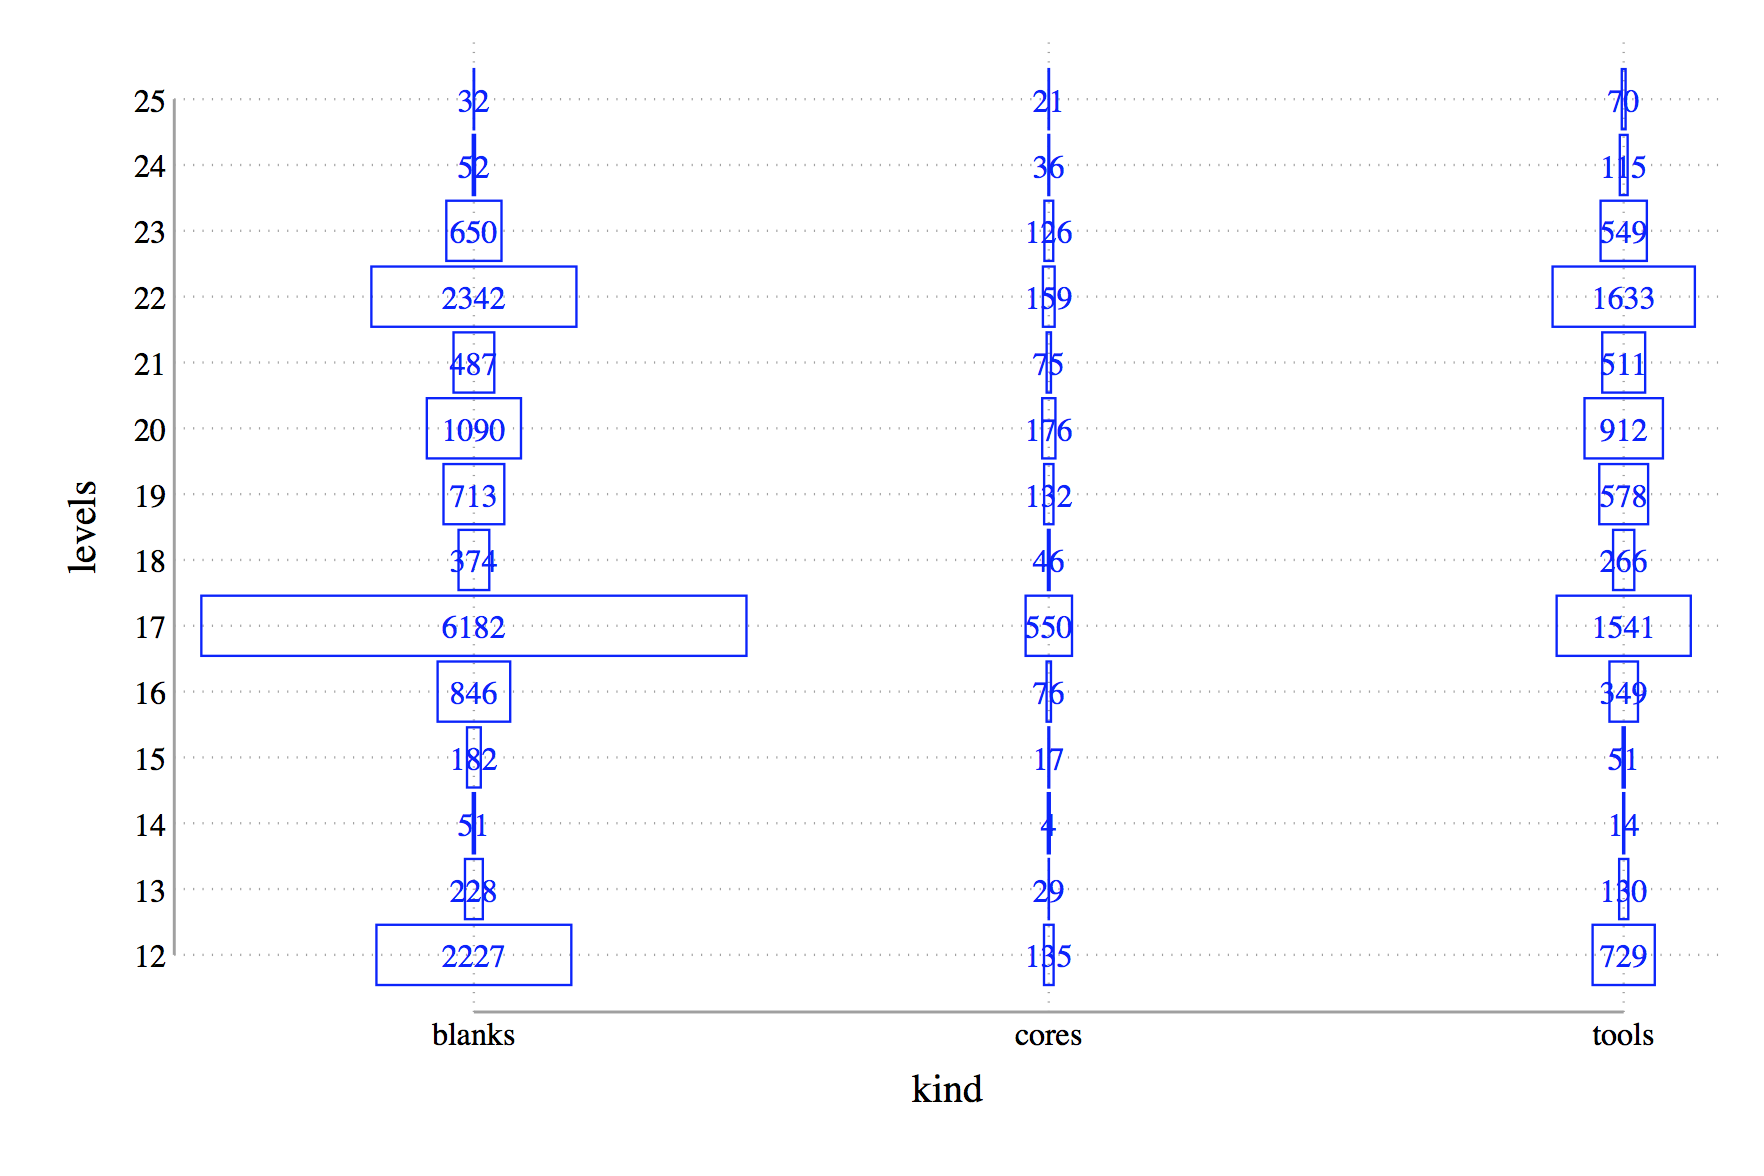 25 32 21 70
24 52 36 115
23 650 126 549
22 2342 159 1633
21 487 75 511
20 1090 176 912
19 713 132 578
18 374 46 266
17 6182 550 1541
16 846 76 349
15 182 17 51
14 51 4 14
13 228 29 130
12 2227 135 729
levels
blanks cores tools
kind